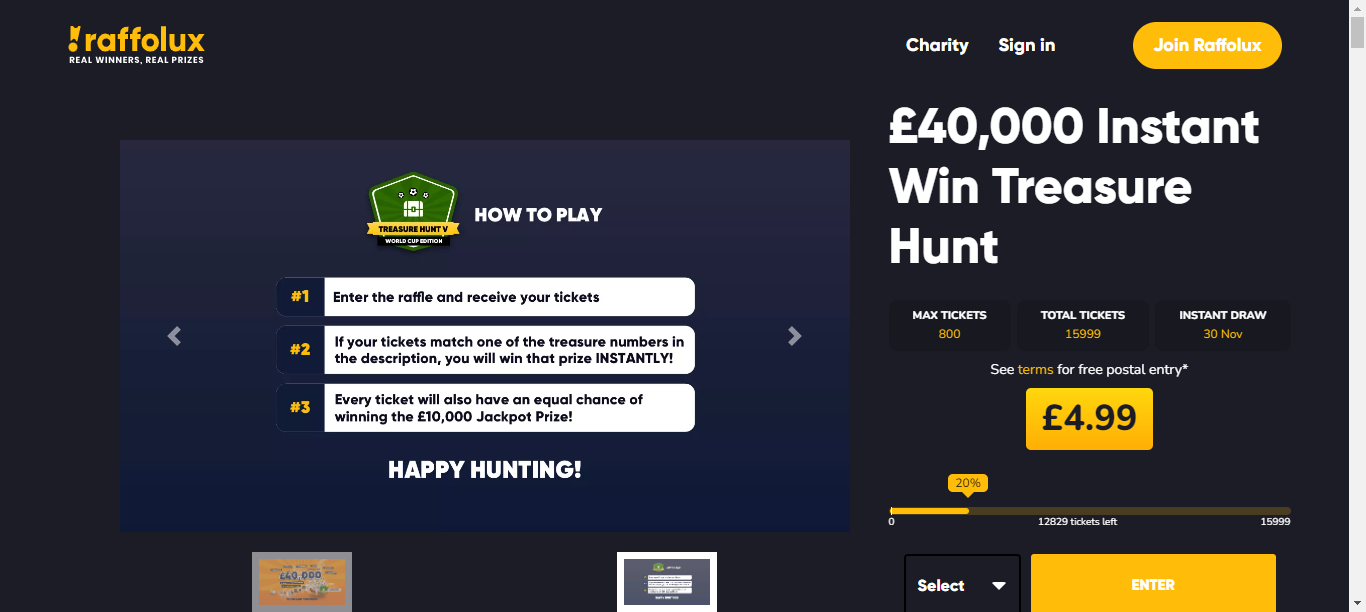 raffolux
REAL WINNERS, REAL PRIZES
Charity
Sign in
Join Raffolux
£40,000 Instant
Win Treasure
Hunt
TREASURE HUNT V
WORLD CUP EDITION
HOW TO PLAY
#1
Enter the raffle and receive your tickets
#2
If your tickets match one of the treasure numbers in
the description, you will win that prize INSTANTLY!
#3
Every ticket will also have an equal chance of
winning the £10,000 Jackpot Prize!
HAPPY HUNTING!
MAX TICKETS
800
TOTAL TICKETS
15999
INSTANT DRAW
30 Nov
See terms for free postal entry*
£4.99
20%
0
12829 tickets left
15999
£40,000
Select
ENTER